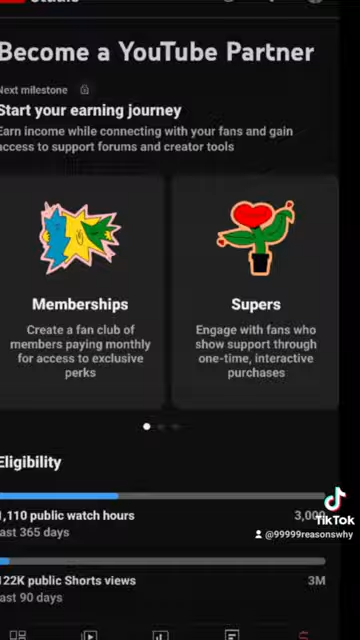 Become a YouTube Partner
Next milestone
Start your earning journey
Earn income while connecting with your fans and gain
access to support forums and creator tools
Memberships
Create a fan club of
members paying monthly
for access to exclusive
perks
Supers
Engage with fans who
show support through
one-time, interactive
purchases
Eligibility
1,110 public watch hours
3,000
last 365 days
TikTok
@99999reasonswhy
122K public Shorts views
3M
last 90 days